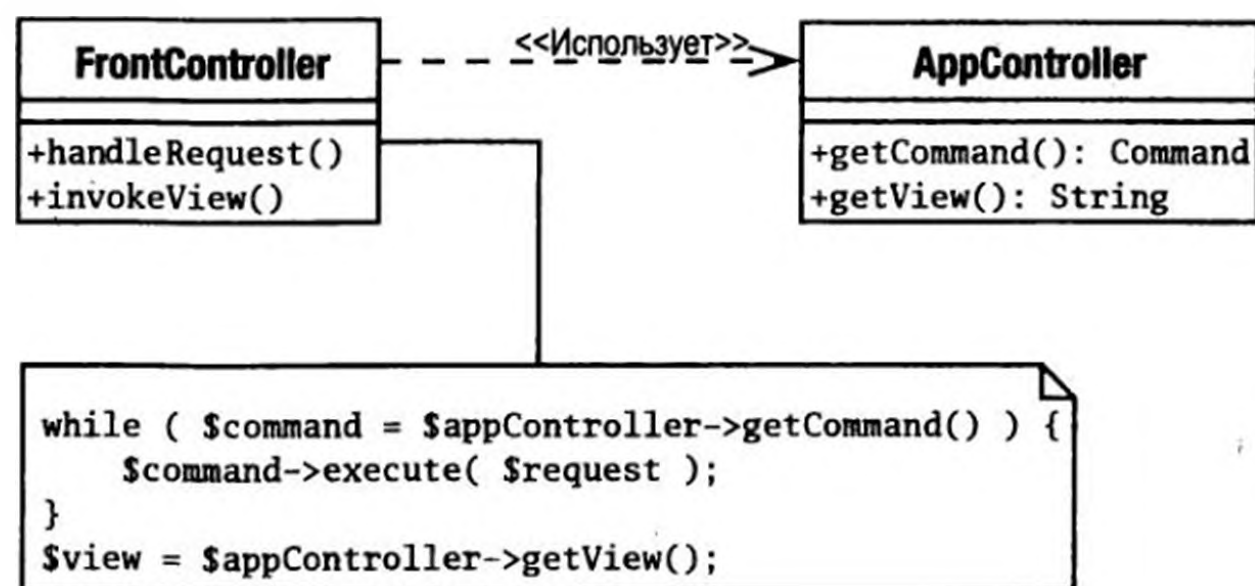 FrontController
<<Использует>>
AppController
+handleRequest()
+invokeView()
+getCommand(): Command
+getView(): String
while ( $command = $appController->getCommand() ) {
$command->execute( $request );
}
$view = $appController->getView();